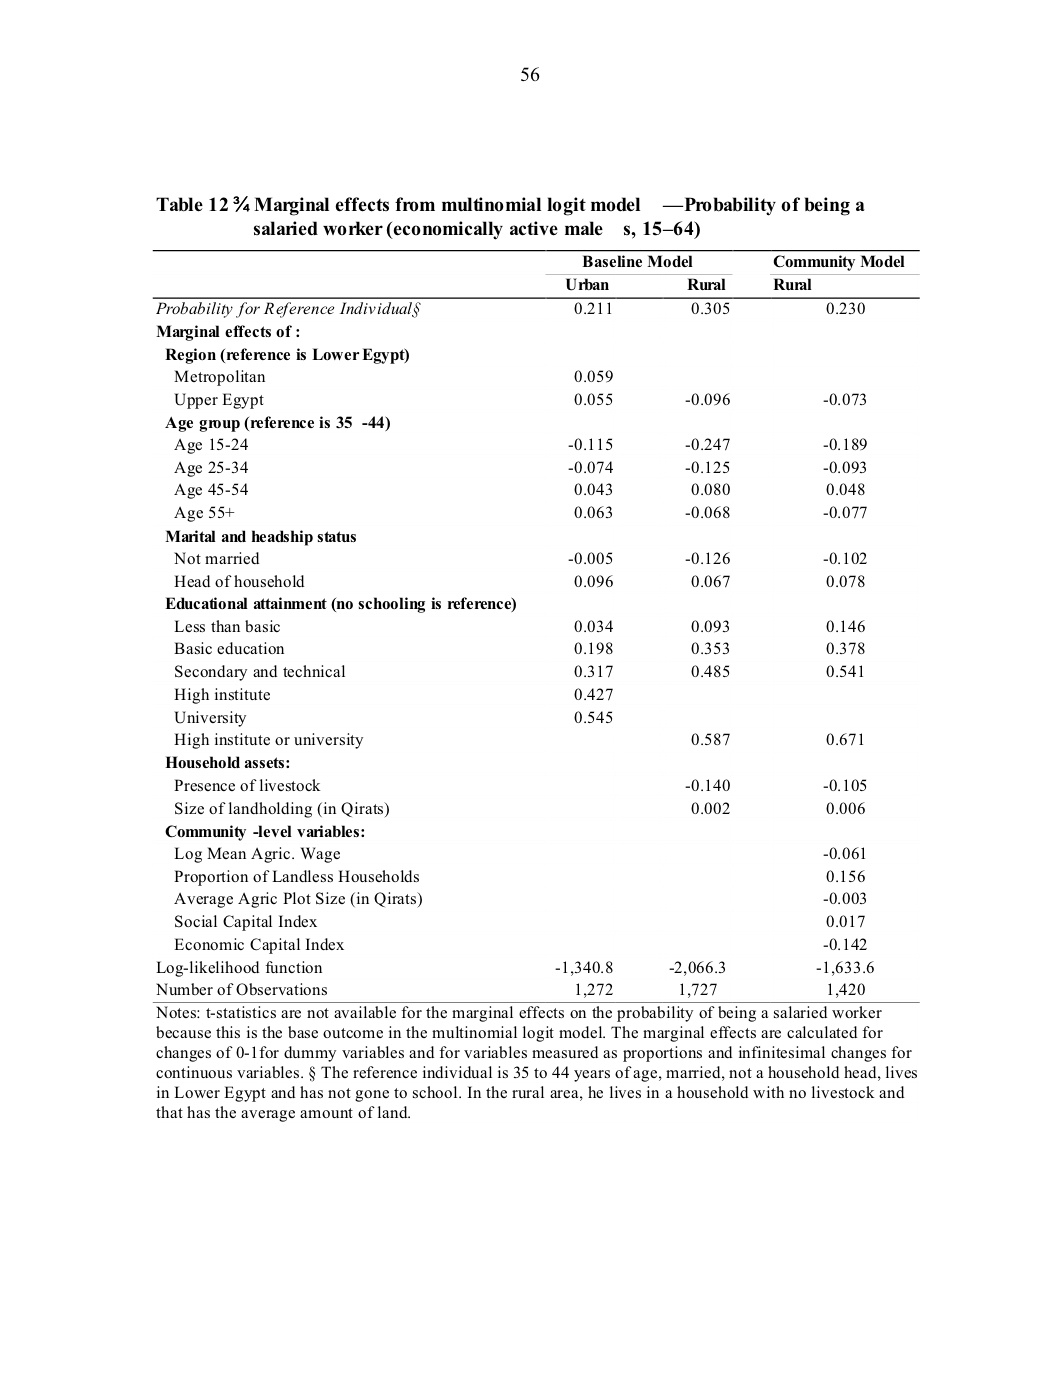 56
Table 12 ¾ Marginal effects from multinomial logit model —Probability of being a
salaried worker (economically active male s, 15–64)
Baseline Model Community Model
Urban Rural Rural
Probability for Reference Individual§ 0.211 0.305 0.230
Marginal effects of :
Region (reference is Lower Egypt)
Metropolitan 0.059
Upper Egypt 0.055 -0.096 -0.073
Age group (reference is 35 -44)
Age 15-24 -0.115 -0.247 -0.189
Age 25-34 -0.074 -0.125 -0.093
Age 45-54 0.043 0.080 0.048
Age 55+ 0.063 -0.068 -0.077
Marital and headship status
Not married -0.005 -0.126 -0.102
Head of household 0.096 0.067 0.078
Educational attainment (no schooling is reference)
Less than basic 0.034 0.093 0.146
Basic education 0.198 0.353 0.378
Secondary and technical 0.317 0.485 0.541
High institute 0.427
University 0.545
High institute or university 0.587 0.671
Household assets:
Presence of livestock -0.140 -0.105
Size of landholding (in Qirats) 0.002 0.006
Community -level variables:
Log Mean Agric. Wage -0.061
Proportion of Landless Households 0.156
Average Agric Plot Size (in Qirats) -0.003
Social Capital Index 0.017
Economic Capital Index -0.142
Log-likelihood function -1,340.8 -2,066.3 -1,633.6
Number of Observations 1,272 1,727 1,420
Notes: t-statistics are not available for the marginal effects on the probability of being a salaried worker
because this is the base outcome in the multinomial logit model. The marginal effects are calculated for
changes of 0-1for dummy variables and for variables measured as proportions and infinitesimal changes for
continuous variables. § The reference individual is 35 to 44 years of age, married, not a household head, lives
in Lower Egypt and has not gone to school. In the rural area, he lives in a household with no livestock and
that has the average amount of land.